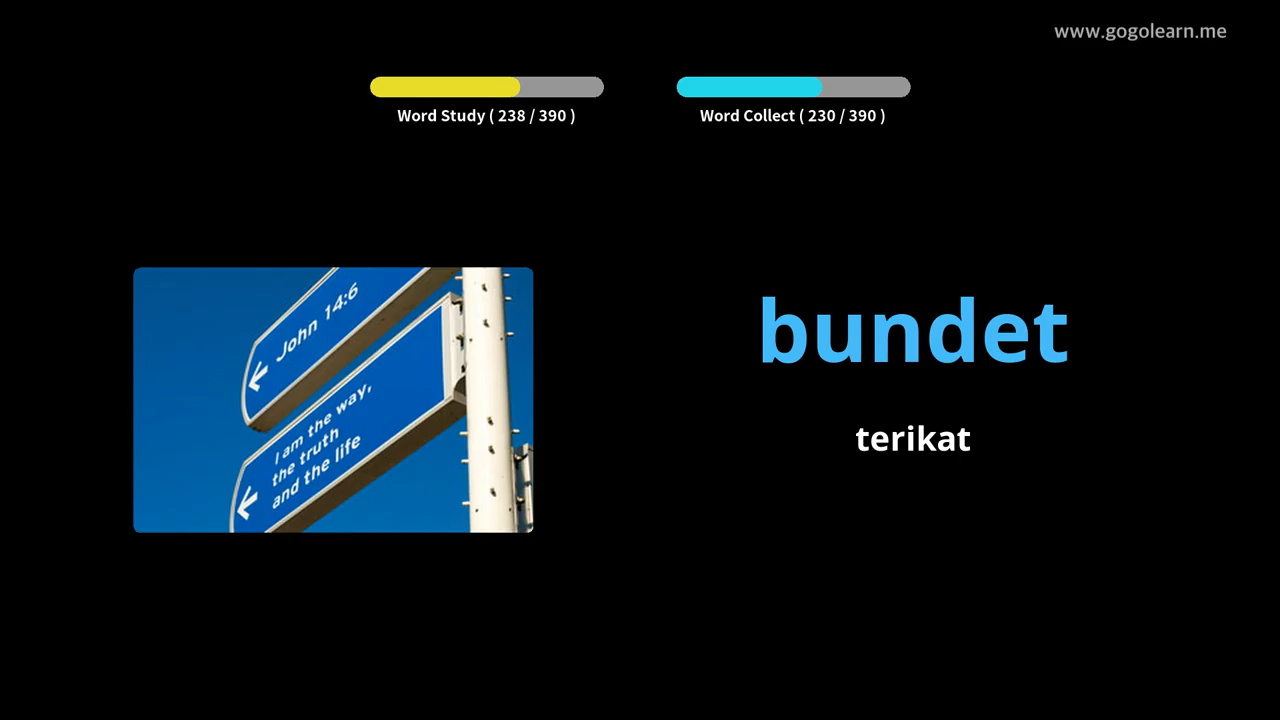 www.gogolearn.me
Word Study ( 238 / 390 )
Word Collect ( 230 / 390 )
John 14:6
I am the way,
the truth
and the life
bundet
terikat